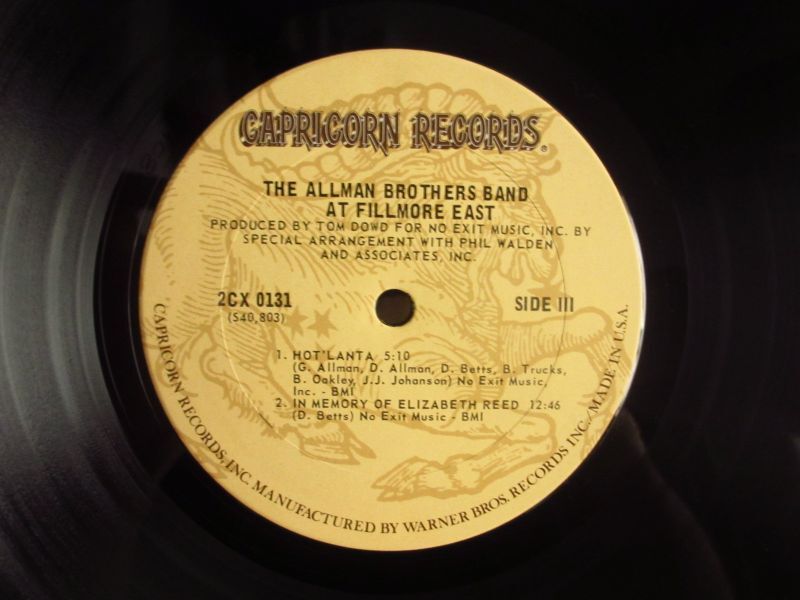 CAPRICORN RECORDS®
THE ALLMAN BROTHERS BAND
AT FILLMORE EAST
PRODUCED BY TOM DOWD FOR NO EXIT MUSIC, INC. BY
SPECIAL ARRANGEMENT WITH PHIL WALDEN
AND ASSOCIATES, INC.
2CX 0131
(S40,803)
SIDE III
1. HOT'LANTA 5:10
(G. Allman, D. Allman, D. Betts, B. Trucks,
B. Oakley, J.J. Johanson) No Exit Music,
Inc. - BMI
2. IN MEMORY OF ELIZABETH REED 12:46
(D. Betts) No Exit Music - BMI
CAPRICORN RECORDS, INC. MANUFACTURED BY WARNER BROS. RECORDS INC., MADE IN U.S.A.